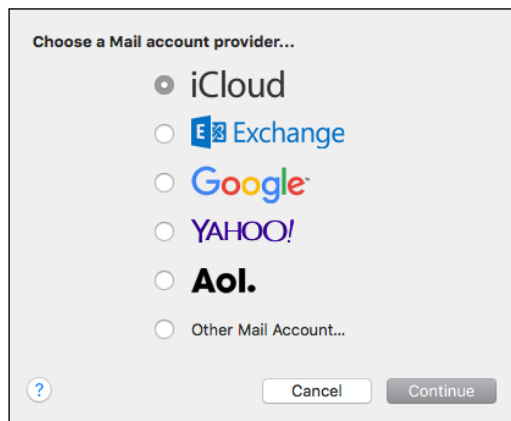 Choose a Mail account provider...
iCloud
E Exchange
Google
YAHOO!
Aol.
Other Mail Account...
? Cancel Continue